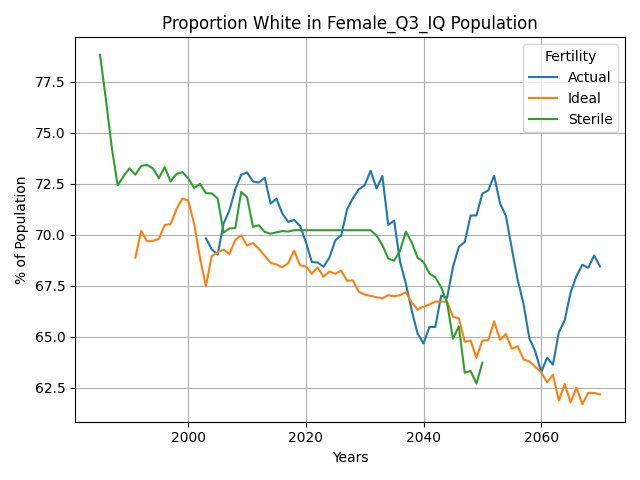 Proportion White in Female_Q3_IQ Population
Fertility
Actual
Ideal
Sterile
% of Population
77.5
75.0
72.5
70.0
67.5
65.0
62.5
2000
2020
2040
2060
Years